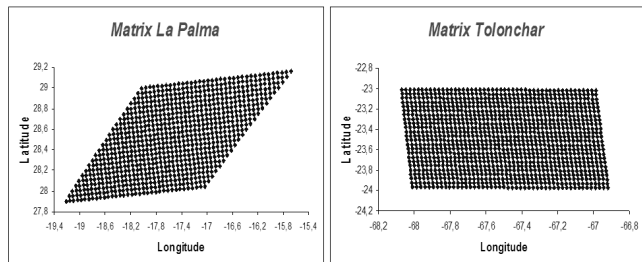 Matrix La Palma
29,2
29
28,8
28,6
28,4
28,2
28
27,8
Latitude
-19,4 -19 -18,6 -18,2 -17,8 -17,4 -17 -16,6 -16,2 -15,8 -15,4
Longitude
Matrix Tolonchar
-22,8
-23
-23,2
-23,4
-23,6
-23,8
-24
-24,2
Latitude
-68,2 -68 -67,8 -67,6 -67,4 -67,2 -67 -66,8
Longitude